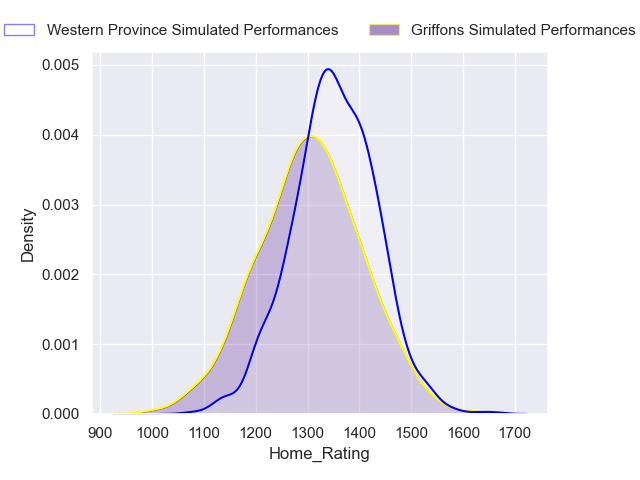 Western Province Simulated Performances Griffons Simulated Performances
0.005
0.004
0.003
0.002
0.001
0.000
Density
900 1000 1100 1200 1300 1400 1500 1600 1700
Home_Rating